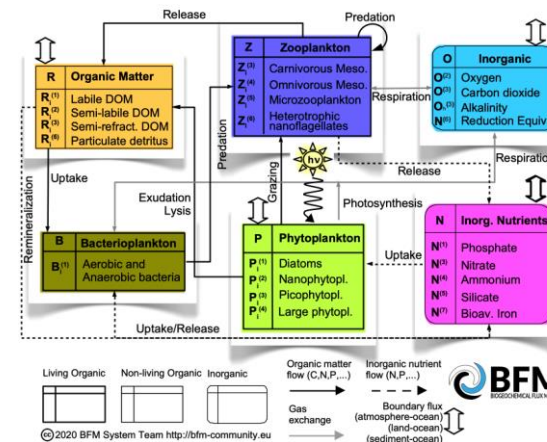 Release
Predation
R Organic Matter
R(1) Labile DOM
R(2) Semi-labile DOM
R(3) Semi-refract. DOM
R(6) Particulate detritus
Z Zooplankton
Z(3) Carnivorous Meso.
Z(4) Omnivorous Meso.
Z(5) Microzooplankton
Z(6) Heterotrophic
nanoflagellates
O Inorganic
O(2) Oxygen
O(3) Carbon dioxide
O(3) Alkalinity
N(6) Reduction Equiv
Respiration
Respiratio
Release
Uptake
Predation
Grazing
hν
Exudation
Lysis
Photosynthesis
Remineralization
B Bacterioplankton
B(1) Aerobic and
Anaerobic bacteria
P Phytoplankton
P(1) Diatoms
P(2) Nanophytopl.
P(3) Picophytopl.
P(4) Large phytopl.
Uptake
N Inorg. Nutrients
N(1) Phosphate
N(3) Nitrate
N(4) Ammonium
N(5) Silicate
N(7) Bioav. Iron
Uptake/Release
Living Organic
Non-living Organic
Inorganic
Organic matter
flow (C,N,P,...)
Inorganic nutrient
flow (N,P,...)
Gas
exchange
Boundary flux
(atmosphere-ocean)
(land-ocean)
(sediment-ocean)
BFM
BIOGEOCHEMICAL FLUX M
cc 2020 BFM System Team http://bfm-community.eu